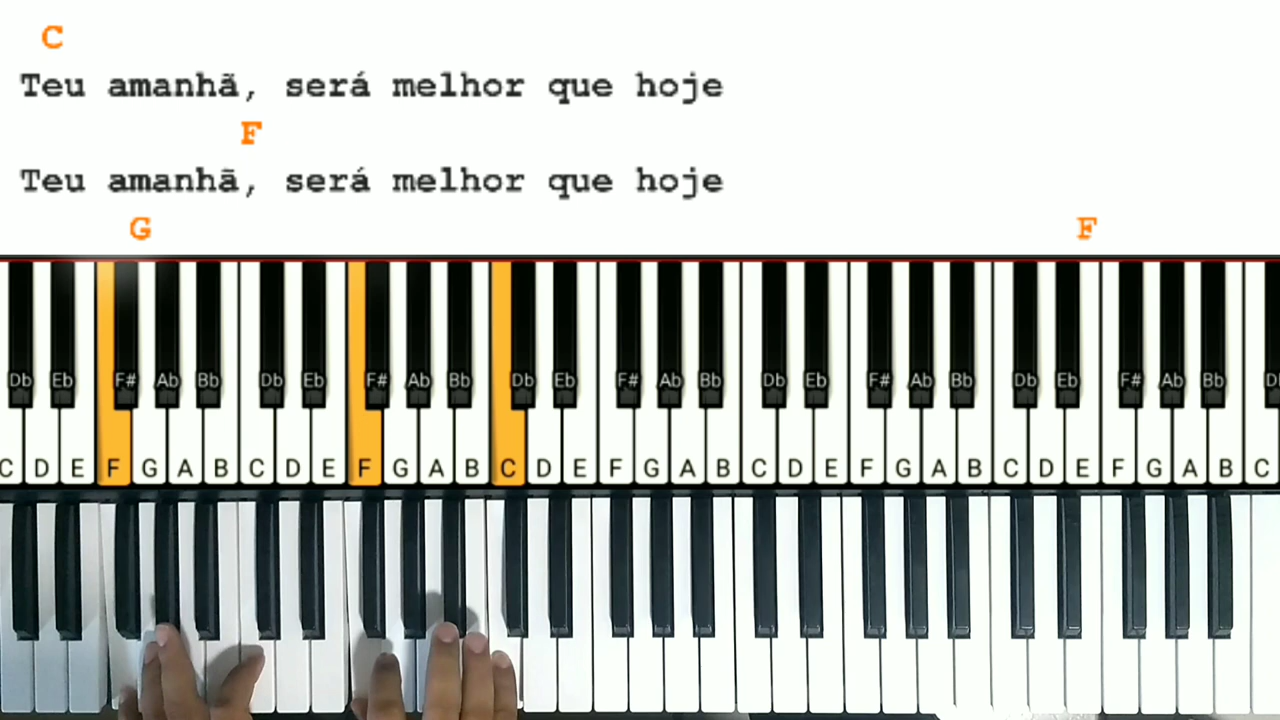 C
Teu amanhã, será melhor que hoje
F
Teu amanhã, será melhor que hoje
G F
Db Eb F# Ab Bb Db Eb F# Ab Bb Db Eb F# Ab Bb Db Eb F# Ab Bb Db Eb F# Ab Bb D
C D E F G A B C D E F G A B C D E F G A B C D E F G A B C D E F G A B C